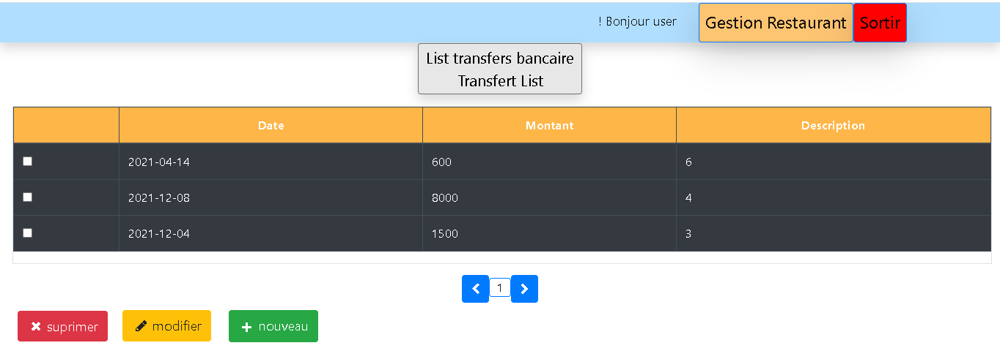 ! Bonjour user
Gestion Restaurant
Sortir
List transfers bancaire
Transfert List
Date Montant Description
2021-04-14 600 6
2021-12-08 8000 4
2021-12-04 1500 3
1
suprimer
modifier
nouveau